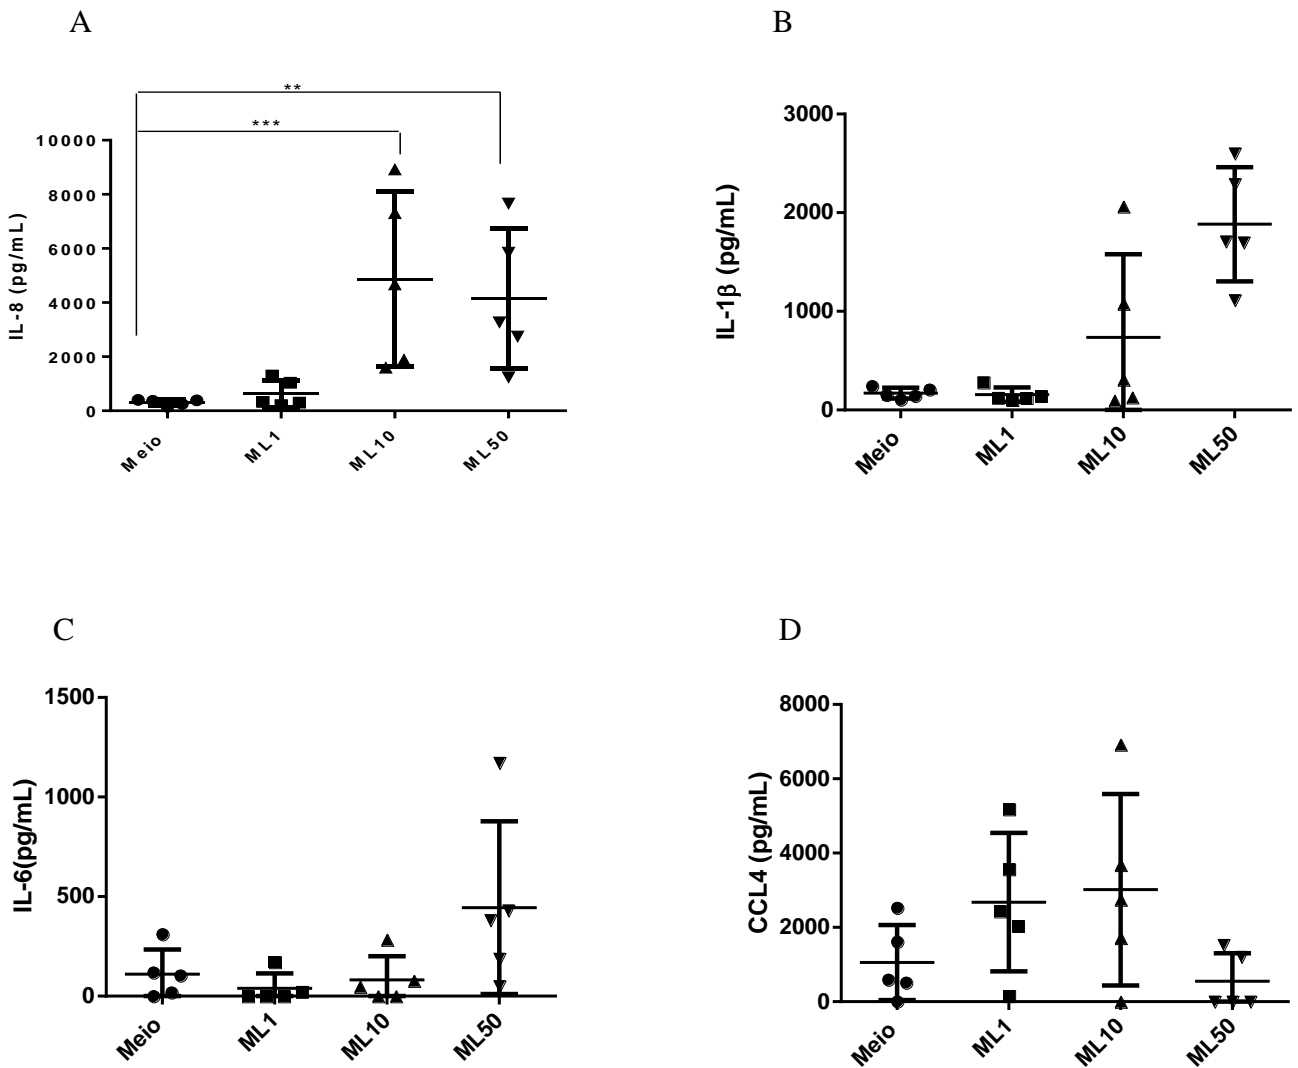 A
**
***
10000
8000
6000
4000
2000
0
IL-8 (pg/mL)
Meio
ML1
ML10
ML50
B
3000
2000
1000
0
IL-1β (pg/mL)
Meio
ML1
ML10
ML50
C
1500
1000
500
0
IL-6(pg/mL)
Meio
ML1
ML10
ML50
D
8000
6000
4000
2000
0
CCL4 (pg/mL)
Meio
ML1
ML10
ML50